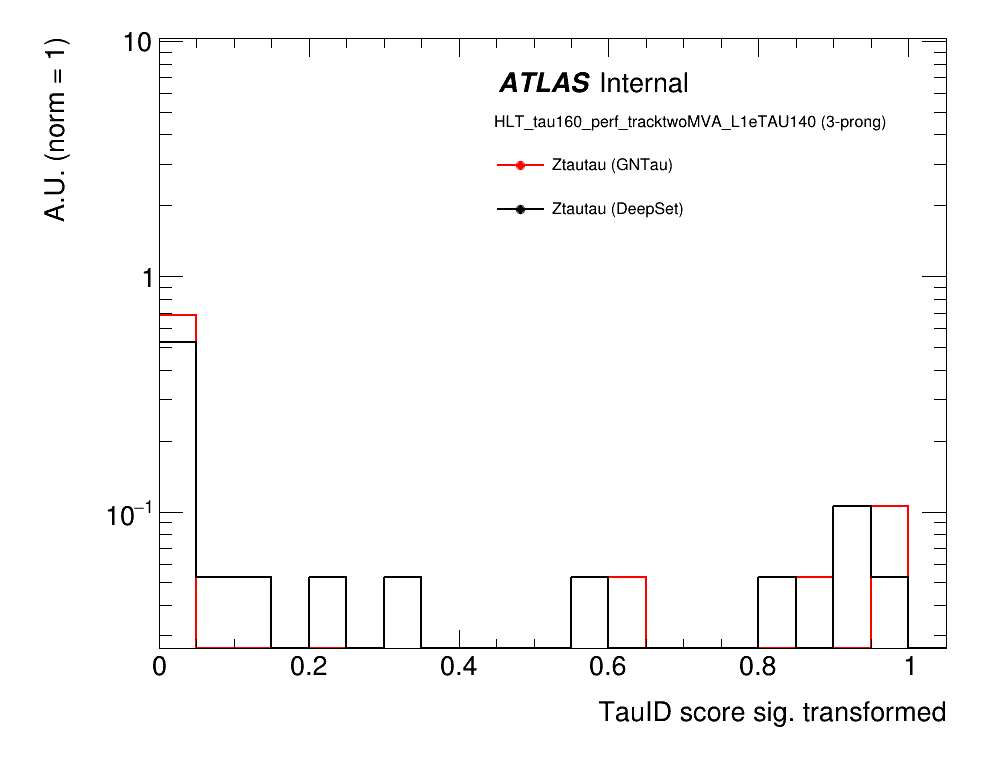 A.U. (norm = 1)
10
1
10⁻¹
ATLAS Internal
HLT_tau160_perf_tracktwoMVA_L1eTAU140 (3-prong)
Ztautau (GNTau)
Ztautau (DeepSet)
0 0.2 0.4 0.6 0.8 1
TauID score sig. transformed